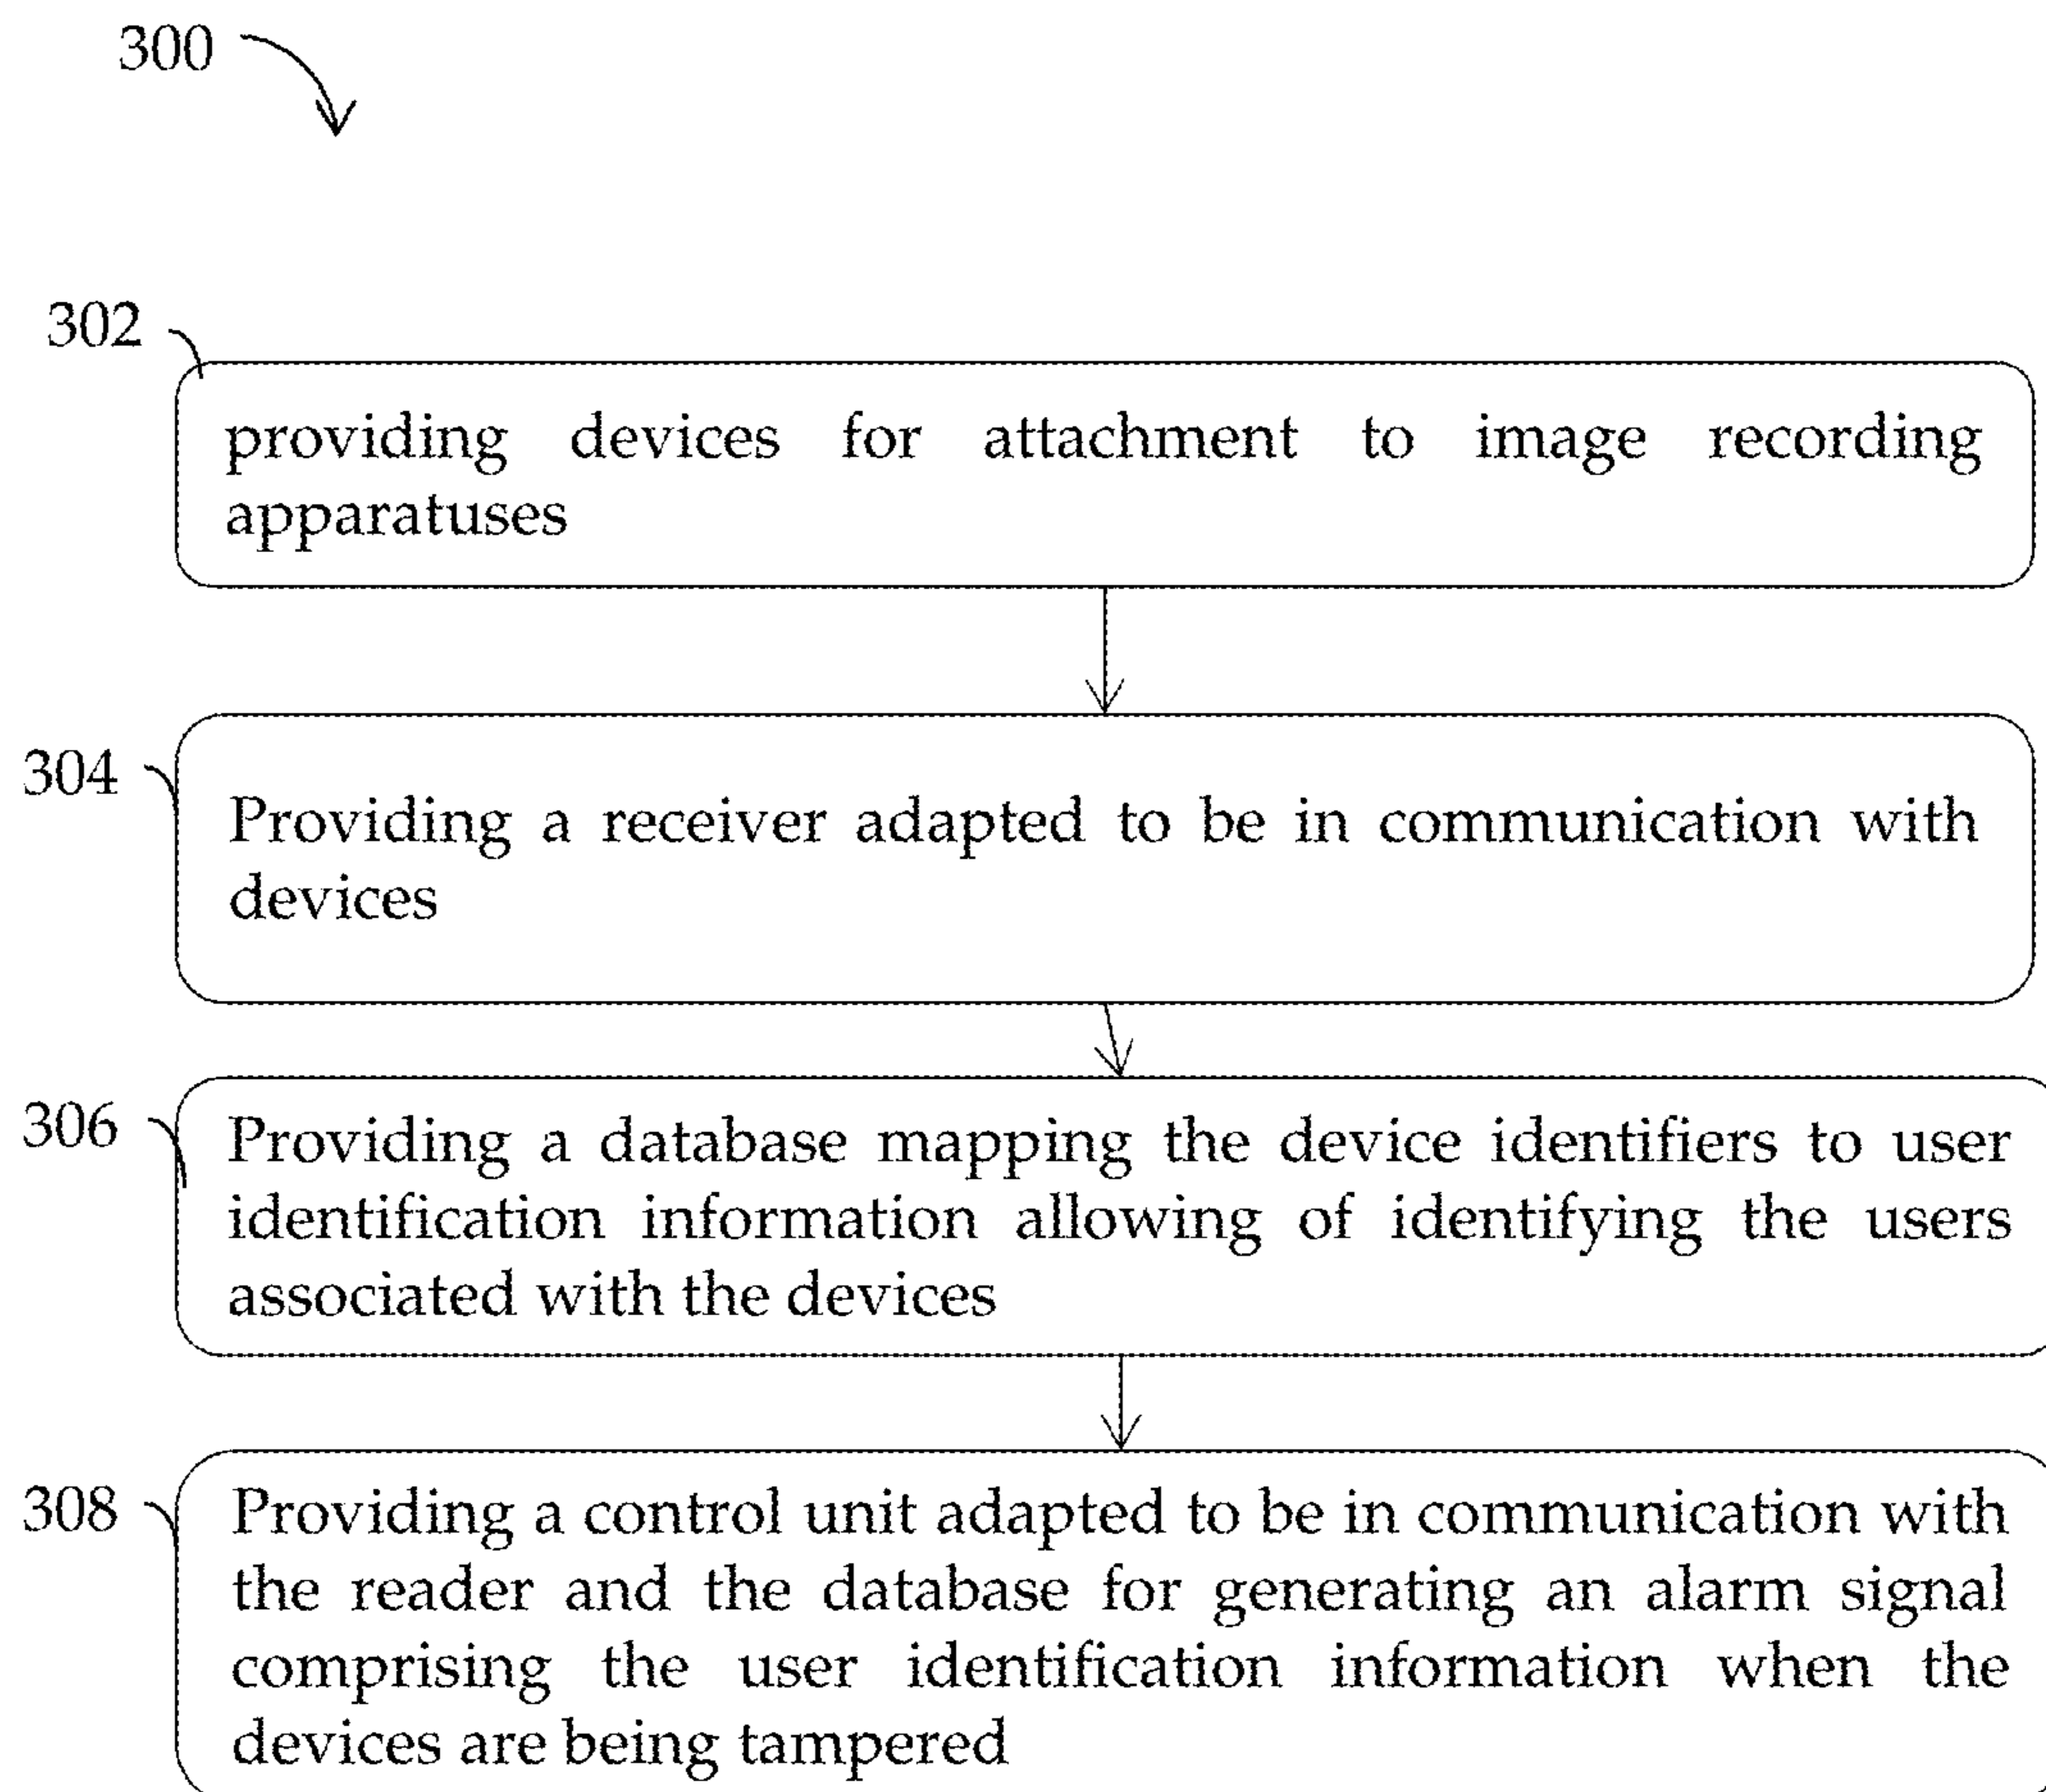 300
302
providing devices for attachment to image recording
apparatuses
304
Providing a receiver adapted to be in communication with
devices
306
Providing a database mapping the device identifiers to user
identification information allowing of identifying the users
associated with the devices
308
Providing a control unit adapted to be in communication with
the reader and the database for generating an alarm signal
comprising the user identification information when the
devices are being tampered